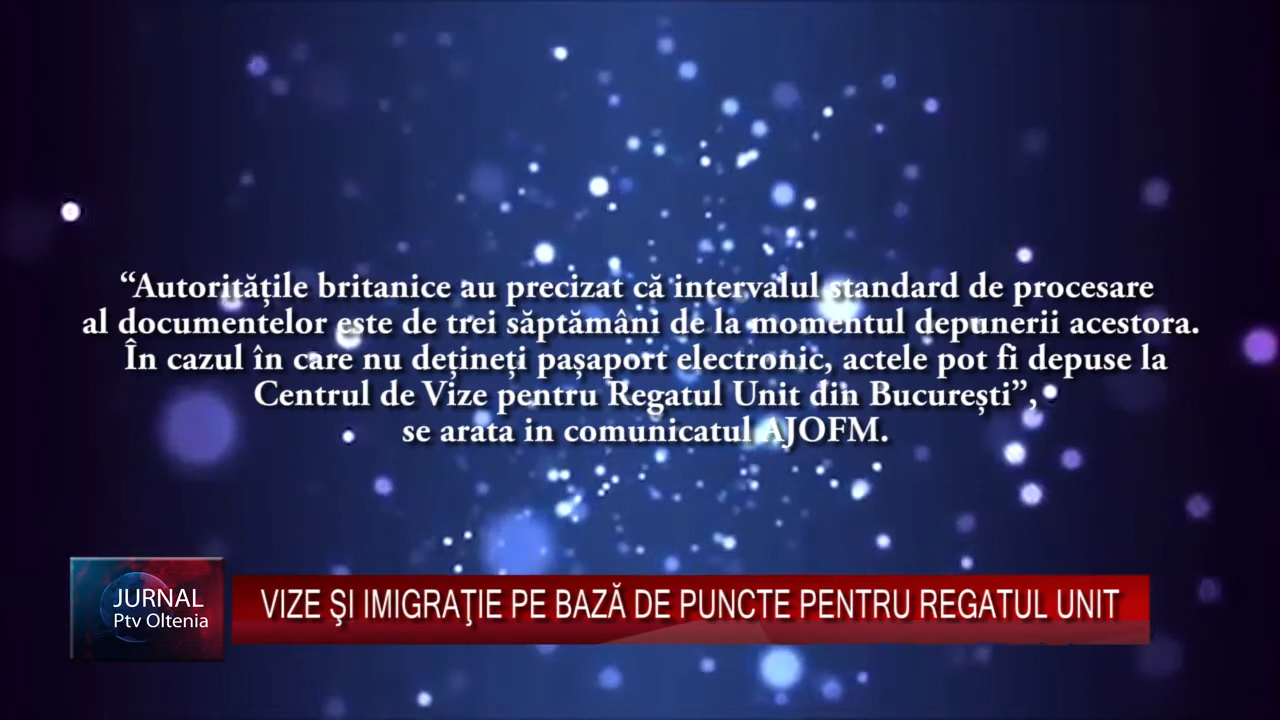 “Autoritățile britanice au precizat că intervalul standard de procesare
al documentelor este de trei săptămâni de la momentul depunerii acestora.
În cazul în care nu dețineți pașaport electronic, actele pot fi depuse la
Centrul de Vize pentru Regatul Unit din București”,
se arata in comunicatul AJOFM.
JURNAL
Ptv Oltenia
VIZE ŞI IMIGRAŢIE PE BAZĂ DE PUNCTE PENTRU REGATUL UNIT